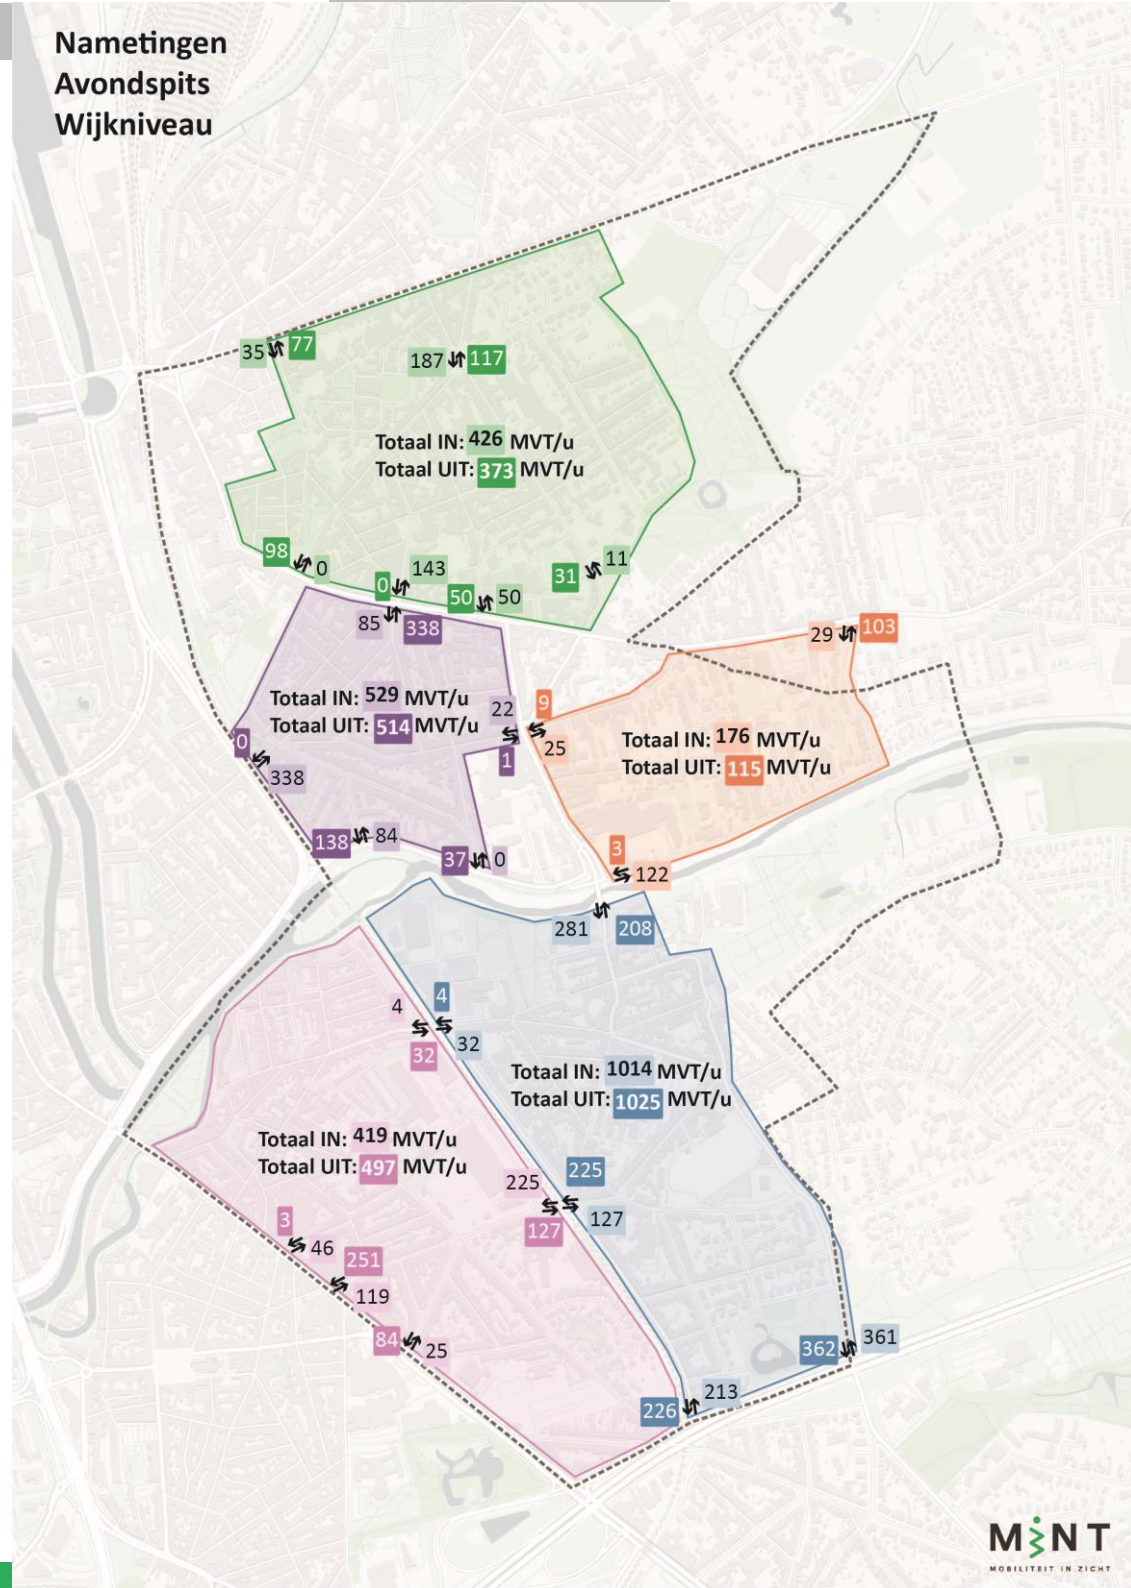 Nametingen
Avondspits
Wijkniveau
35 77
187 117
Totaal IN: 426 MVT/u
Totaal UIT: 373 MVT/u
98 0
0 143
50 50
31 11
85 338
29 103
Totaal IN: 529 MVT/u
Totaal UIT: 514 MVT/u
22
1
9
25
Totaal IN: 176 MVT/u
Totaal UIT: 115 MVT/u
0
338
138 84
37 0
3
122
281 208
4
32
4
32
Totaal IN: 1014 MVT/u
Totaal UIT: 1025 MVT/u
Totaal IN: 419 MVT/u
Totaal UIT: 497 MVT/u
225
127
225
127
3
46
251
119
84
25
362 361
226 213
MINT
MOBILITEIT IN ZICHT